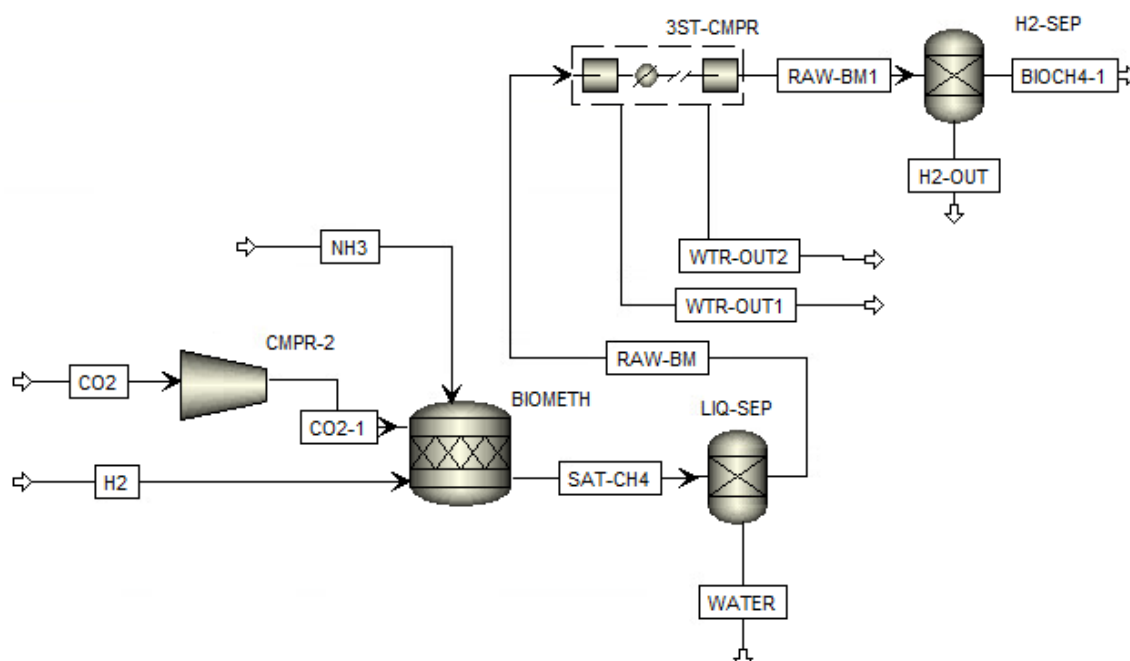 3ST-CMPR
H2-SEP
RAW-BM1
BIOCH4-1
H2-OUT
NH3
WTR-OUT2
WTR-OUT1
CMPR-2
RAW-BM
CO2
BIOMETH
LIQ-SEP
CO2-1
H2
SAT-CH4
WATER